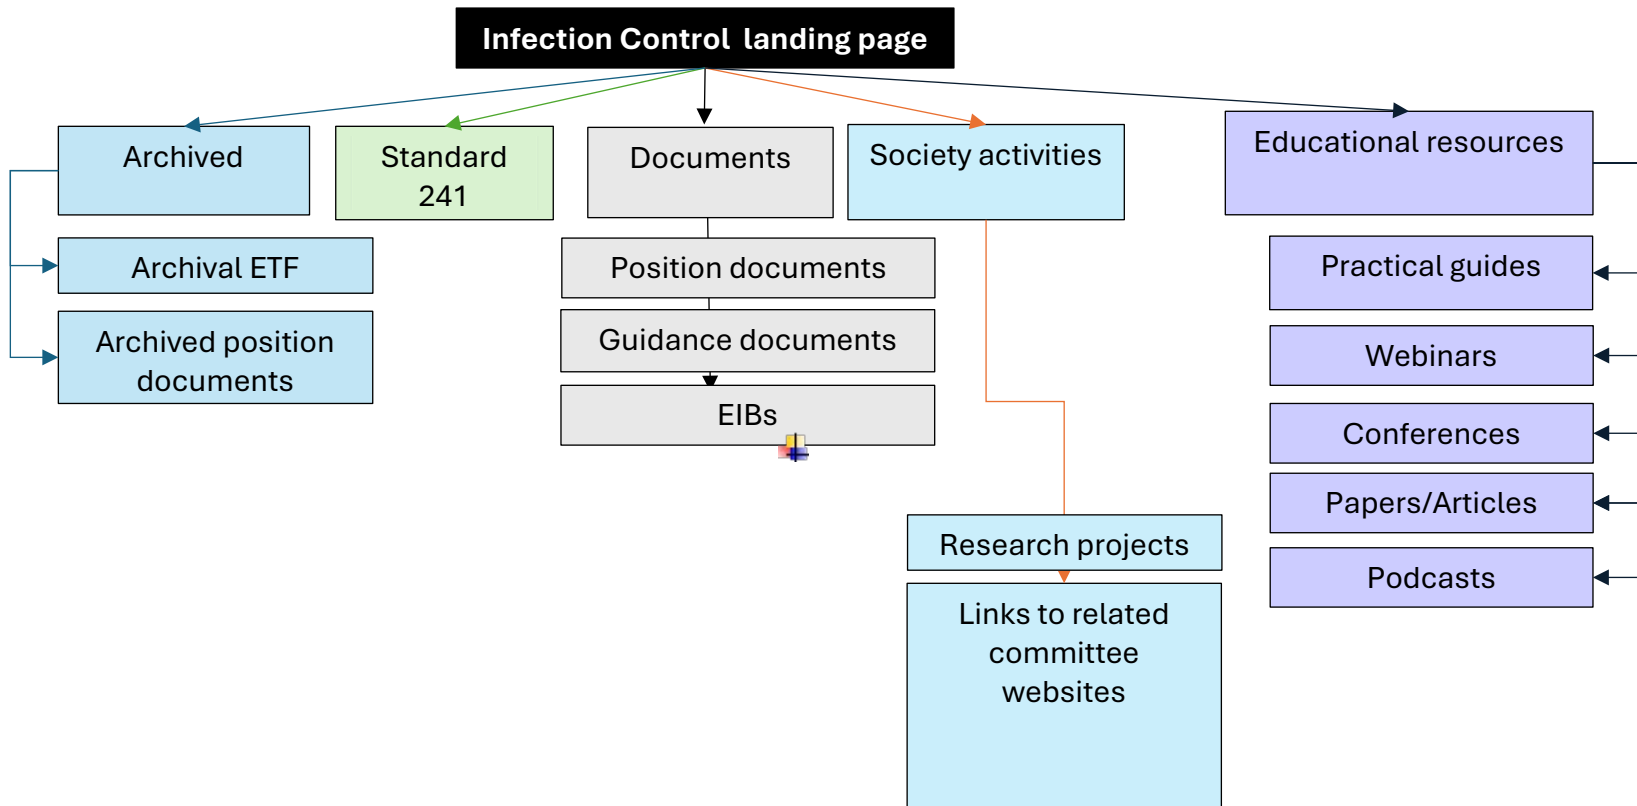 Infection Control  landing page
Archived
Standard
241
Documents
Society activities
Educational resources
Archival ETF
Archived position
documents
Position documents
Guidance documents
EIBs
Research projects
Links to related
committee
websites
Practical guides
Webinars
Conferences
Papers/Articles
Podcasts